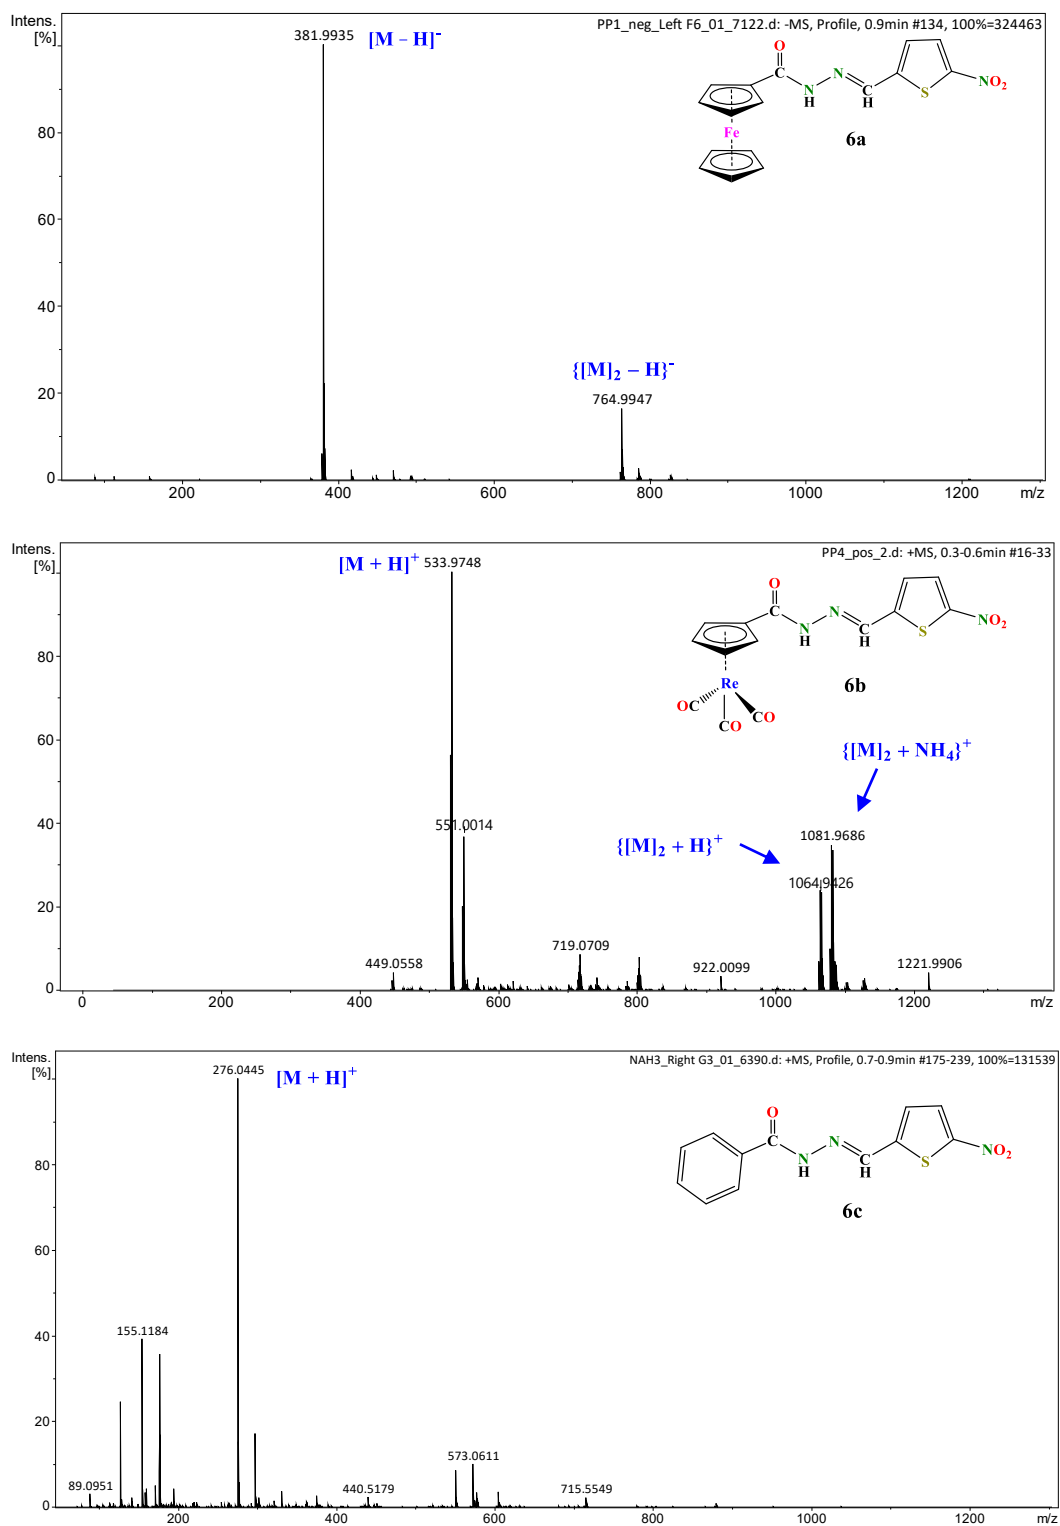 Intens.
[%]
PP1_neg_Left F6_01_7122.d: -MS, Profile, 0.9min #134, 100%=324463
381.9935
[M – H]-
O
C
N
H
N
C
H
S
NO2
Fe
6a
{[M]2 – H}-
764.9947
80
60
40
20
0
200
400
600
800
1000
1200
m/z
Intens.
[%]
PP4_pos_2.d: +MS, 0.3-0.6min #16-33
[M + H]+
533.9748
O
C
N
H
N
C
H
S
NO2
Re
OC
CO
CO
6b
{[M]2 + NH4}+
{[M]2 + H}+
551.0014
1081.9686
1064.9426
449.0558
719.0709
922.0099
1221.9906
80
60
40
20
0
0
200
400
600
800
1000
1200
m/z
Intens.
[%]
NAH3_Right G3_01_6390.d: +MS, Profile, 0.7-0.9min #175-239, 100%=131539
276.0445
[M + H]+
O
C
N
H
N
C
H
S
NO2
6c
155.1184
89.0951
440.5179
573.0611
715.5549
80
60
40
20
0
200
400
600
800
1000
1200
m/z